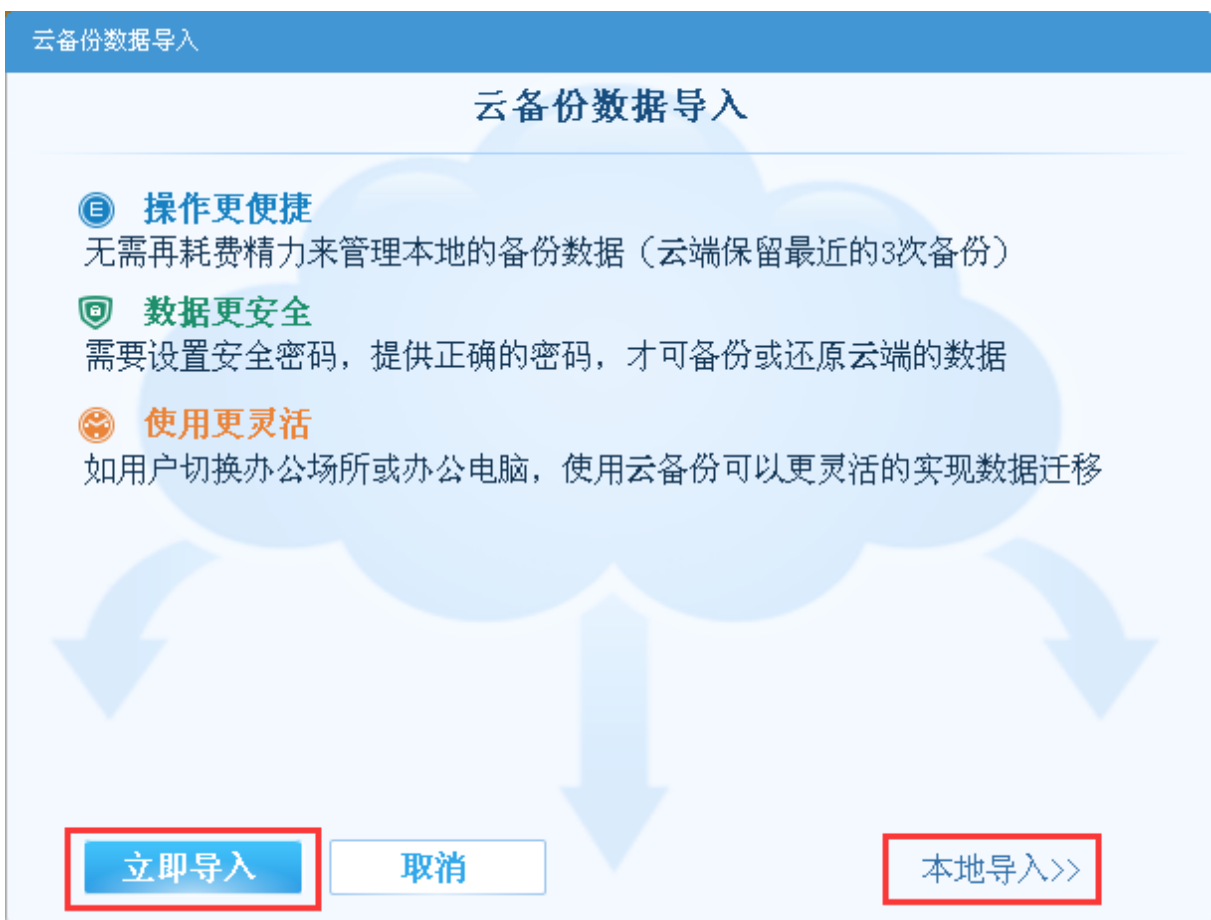 云备份数据导入
云备份数据导入
操作更便捷
无需再耗费精力来管理本地的备份数据（云端保留最近的3次备份）
数据更安全
需要设置安全密码，提供正确的密码，才可备份或还原云端的数据
使用更灵活
如用户切换办公场所或办公电脑，使用云备份可以更灵活的实现数据迁移
立即导入 取消 本地导入>>